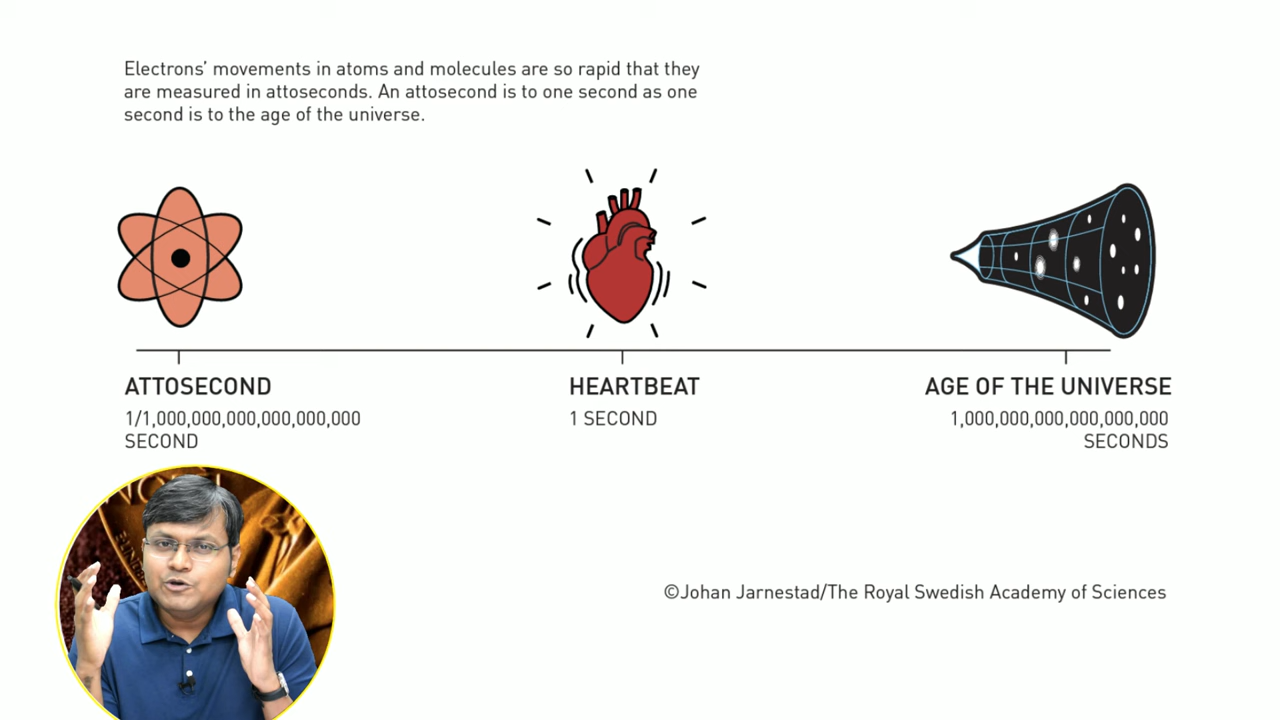 Electrons' movements in atoms and molecules are so rapid that they
are measured in attoseconds. An attosecond is to one second as one
second is to the age of the universe.
ATTOSECOND
1/1,000,000,000,000,000,000
SECOND
HEARTBEAT
1 SECOND
AGE OF THE UNIVERSE
1,000,000,000,000,000,000
SECONDS
©Johan Jarnestad/The Royal Swedish Academy of Sciences